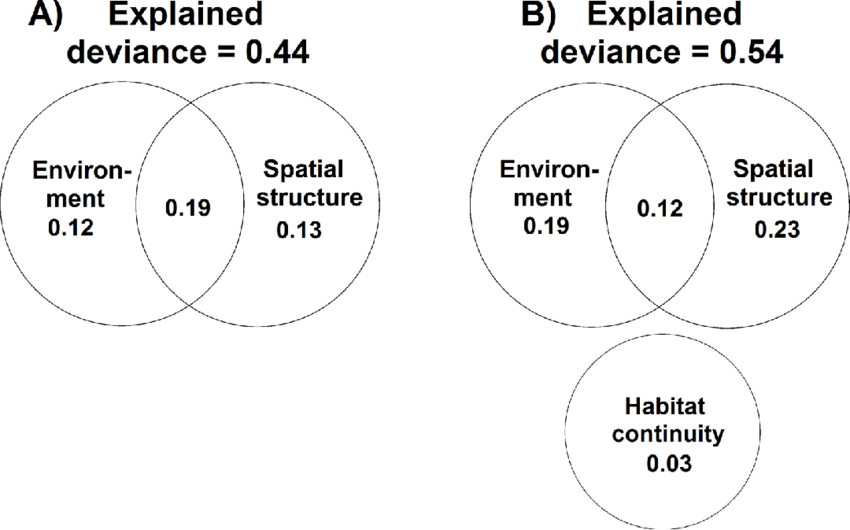 A) Explained
deviance = 0.44
Environ-
ment
0.12
0.19
Spatial
structure
0.13
B) Explained
deviance = 0.54
Environ-
ment
0.19
0.12
Spatial
structure
0.23
Habitat
continuity
0.03